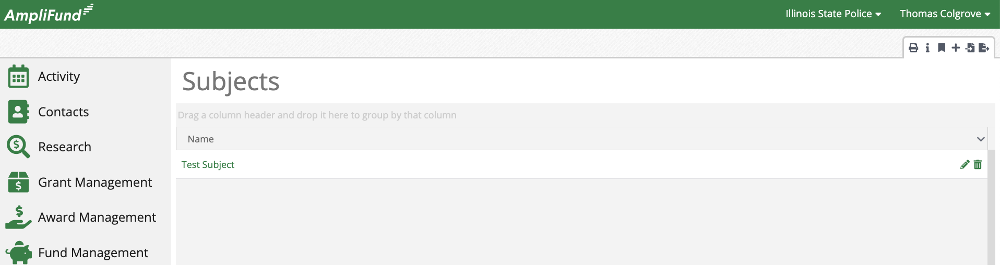 AmpliFund
Illinois State Police
Thomas Colgrove
Activity
Contacts
Research
Grant Management
Award Management
Fund Management
Subjects
Drag a column header and drop it here to group by that column
Name
Test Subject